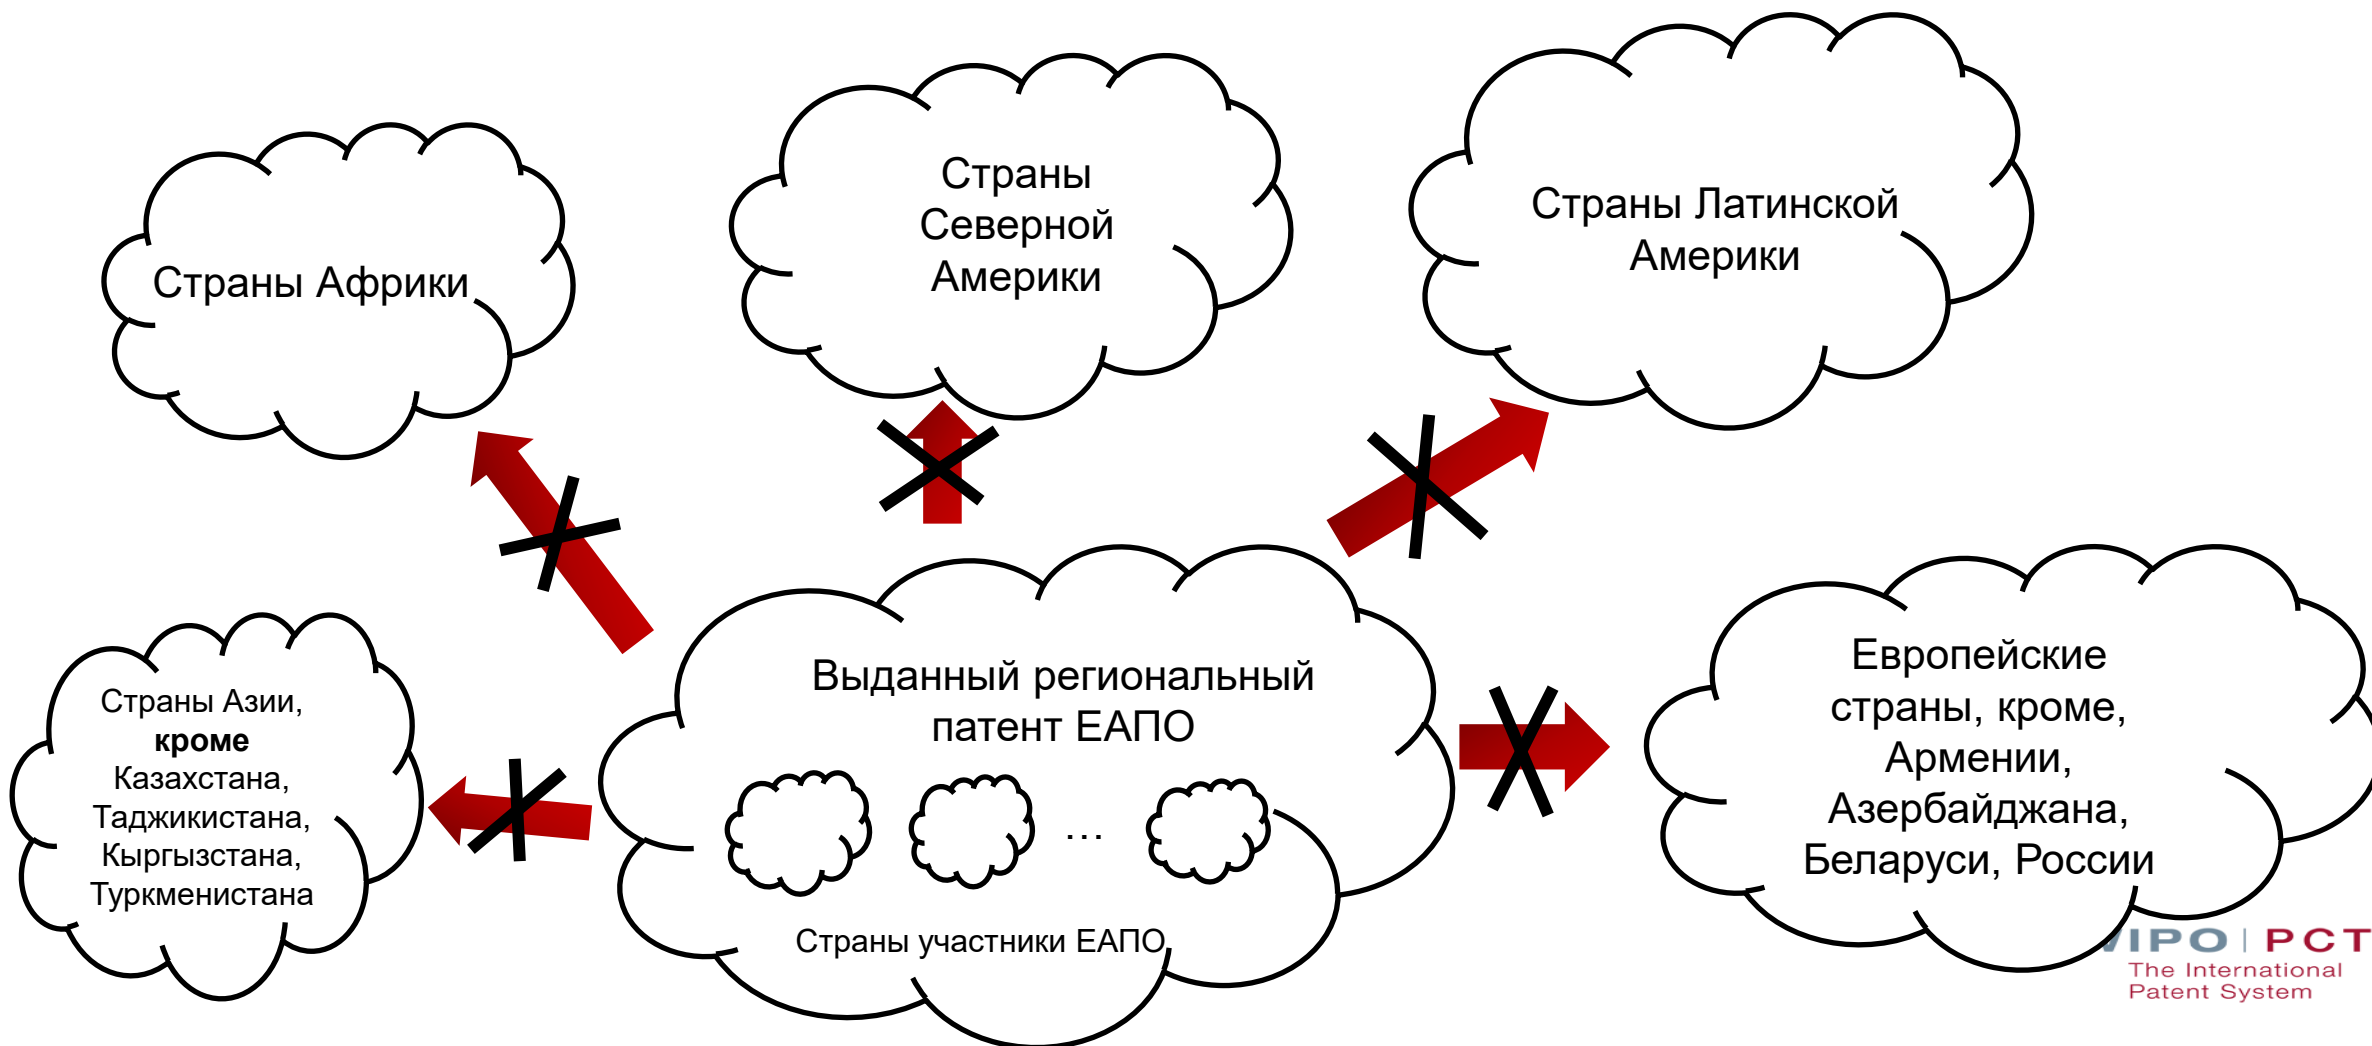 Страны Африки
Страны
Северной
Америки
Страны Латинской
Америки
Страны Азии,
кроме
Казахстана,
Таджикистана,
Кыргызстана,
Туркменистана
Выданный региональный
патент ЕАПО
...
Страны участники ЕАПО
Европейские
страны, кроме,
Армении,
Азербайджана,
Беларуси, России
WIPO | PCT
The International
Patent System